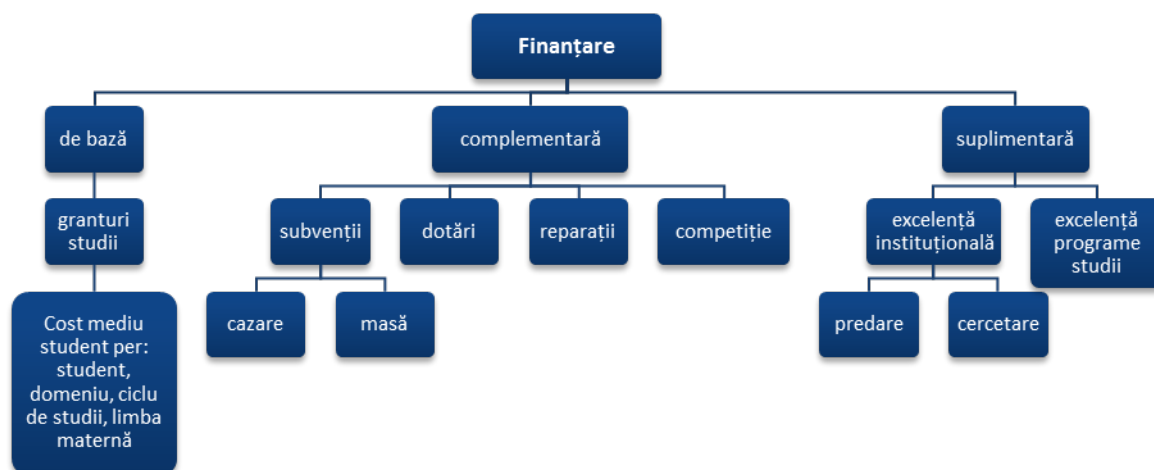 Finanțare
de bază
complementară
suplimentară
granturi
studii
subvenții
dotări
reparații
competiție
excelență
instituțională
excelență
programe
studii
cazare
masă
predare
cercetare
Cost mediu
student per:
student,
domeniu, ciclu
de studii, limba
maternă